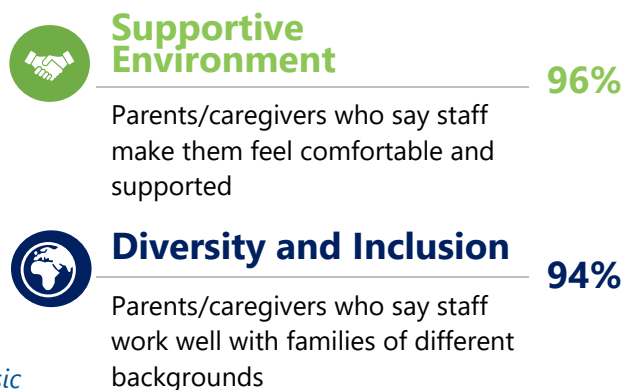 Supportive
Environment
96%
Parents/caregivers who say staff
make them feel comfortable and
supported
Diversity and Inclusion
94%
Parents/caregivers who say staff
work well with families of different
backgrounds